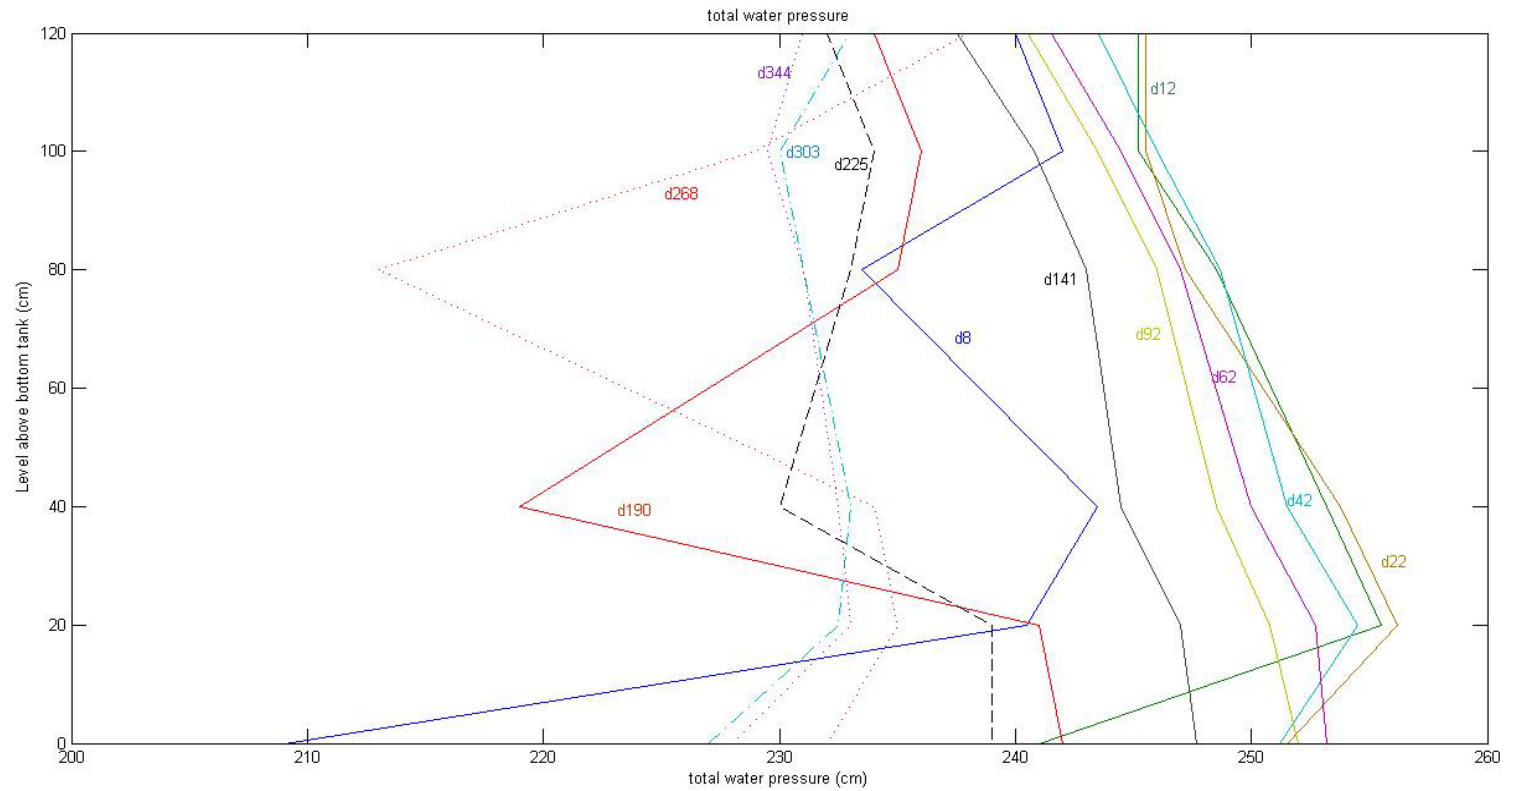 total water pressure
120
d344
d12
d303
d225
100
d268
80
d141
d8
d92
Level above bottom tank (cm)
60
d62
40
d190
d42
d22
20
0
200
210
220
230
240
250
260
total water pressure (cm)